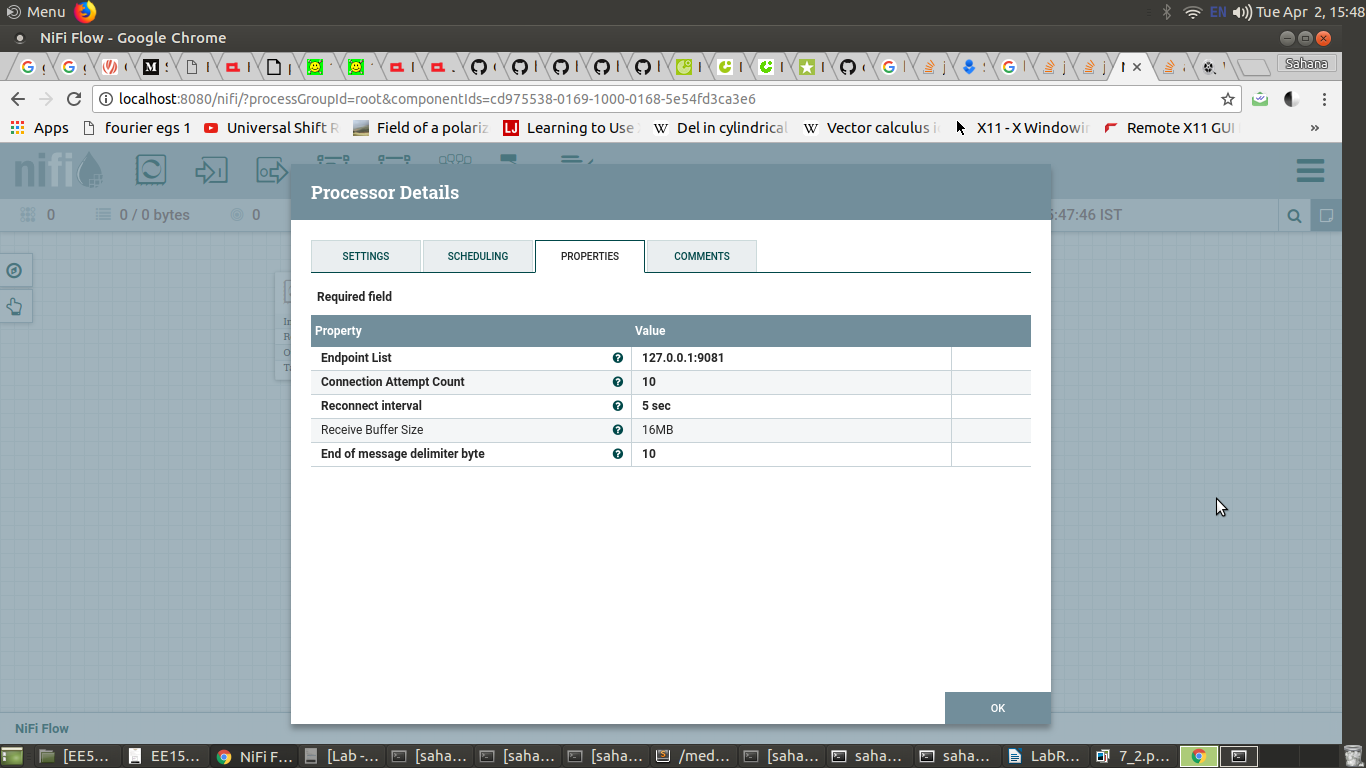 Menu EN Tue Apr 2, 15:48
NiFi Flow - Google Chrome
Sahana
localhost:8080/nifi/?processGroupId=root&componentIds=cd975538-0169-1000-0168-5e54fd3ca3e6
Apps fourier egs 1 Universal Shift R Field of a polariz Learning to Use Del in cylindrical Vector calculus i X11 - X Windowin Remote X11 GUI »
nifi
Processor Details
0 0 / 0 bytes 0 5:47:46 IST
SETTINGS SCHEDULING PROPERTIES COMMENTS
Required field
Property Value
Endpoint List 127.0.0.1:9081
Connection Attempt Count 10
Reconnect interval 5 sec
Receive Buffer Size 16MB
End of message delimiter byte 10
OK
NiFi Flow
[EE5... EE15... NiFi F... [Lab -... [saha... [saha... [saha... /med... [saha... saha... saha... LabR... 7_2.p...